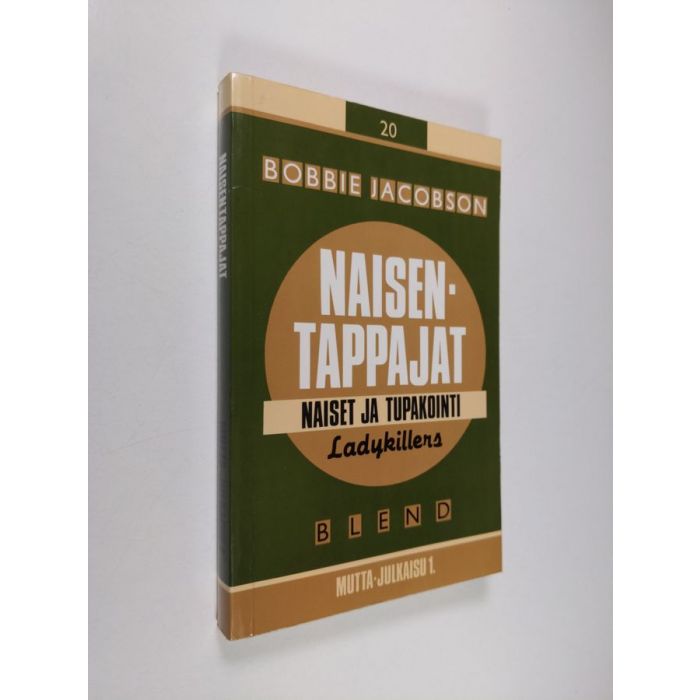 NAISENTAPPAJAT
20
BOBBIE JACOBSON
NAISEN-
TAPPAJAT
NAISET JA TUPAKOINTI
Ladykillers
BLEND
MUTTA-JULKAISU 1.